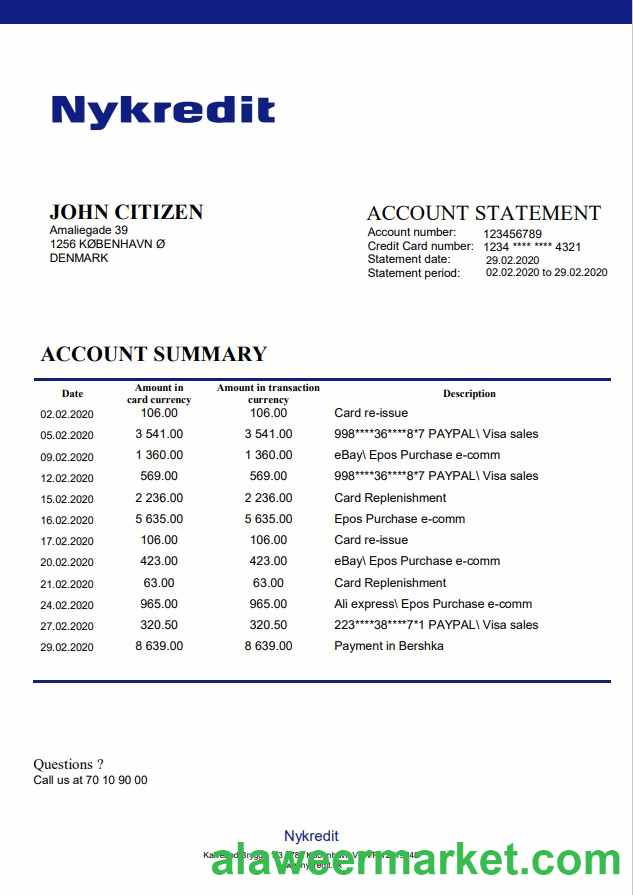 Nykredit
JOHN CITIZEN
Amaliegade 39
1256 KØBENHAVN Ø
DENMARK
ACCOUNT STATEMENT
Account number: 123456789
Credit Card number: 1234 **** **** 4321
Statement date: 29.02.2020
Statement period: 02.02.2020 to 29.02.2020
ACCOUNT SUMMARY
Date Amount in card currency Amount in transaction currency Description
02.02.2020 106.00 106.00 Card re-issue
05.02.2020 3 541.00 3 541.00 998****36****8*7 PAYPAL\ Visa sales
09.02.2020 1 360.00 1 360.00 eBay\ Epos Purchase e-comm
12.02.2020 569.00 569.00 998****36****8*7 PAYPAL\ Visa sales
15.02.2020 2 236.00 2 236.00 Card Replenishment
16.02.2020 5 635.00 5 635.00 Epos Purchase e-comm
17.02.2020 106.00 106.00 Card re-issue
20.02.2020 423.00 423.00 eBay\ Epos Purchase e-comm
21.02.2020 63.00 63.00 Card Replenishment
24.02.2020 965.00 965.00 Ali express\ Epos Purchase e-comm
27.02.2020 320.50 320.50 223****38****7*1 PAYPAL\ Visa sales
29.02.2020 8 639.00 8 639.00 Payment in Bershka
Questions ?
Call us at 70 10 90 00
Nykredit
alaweermarket.com